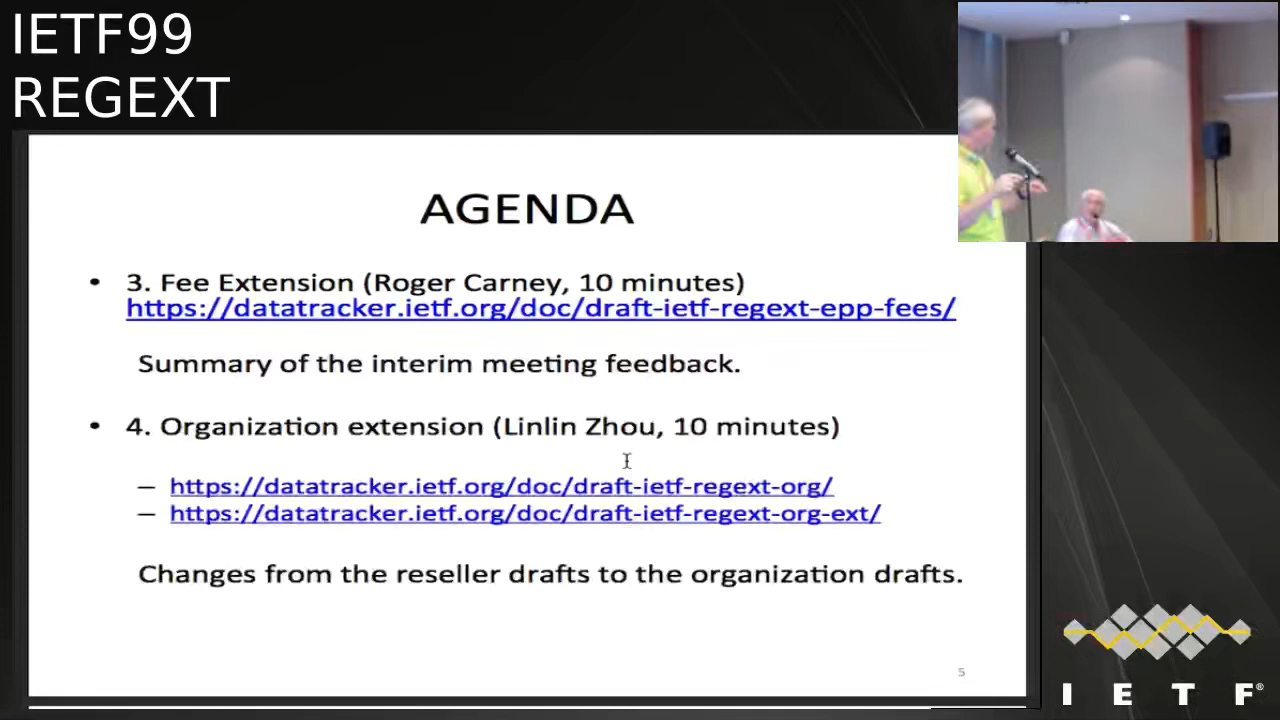 IETF99
REGEXT
AGENDA
• 3. Fee Extension (Roger Carney, 10 minutes)
https://datatracker.ietf.org/doc/draft-ietf-regext-epp-fees/
Summary of the interim meeting feedback.
• 4. Organization extension (Linlin Zhou, 10 minutes)
– https://datatracker.ietf.org/doc/draft-ietf-regext-org/
– https://datatracker.ietf.org/doc/draft-ietf-regext-org-ext/
Changes from the reseller drafts to the organization drafts.
5
I E T F®